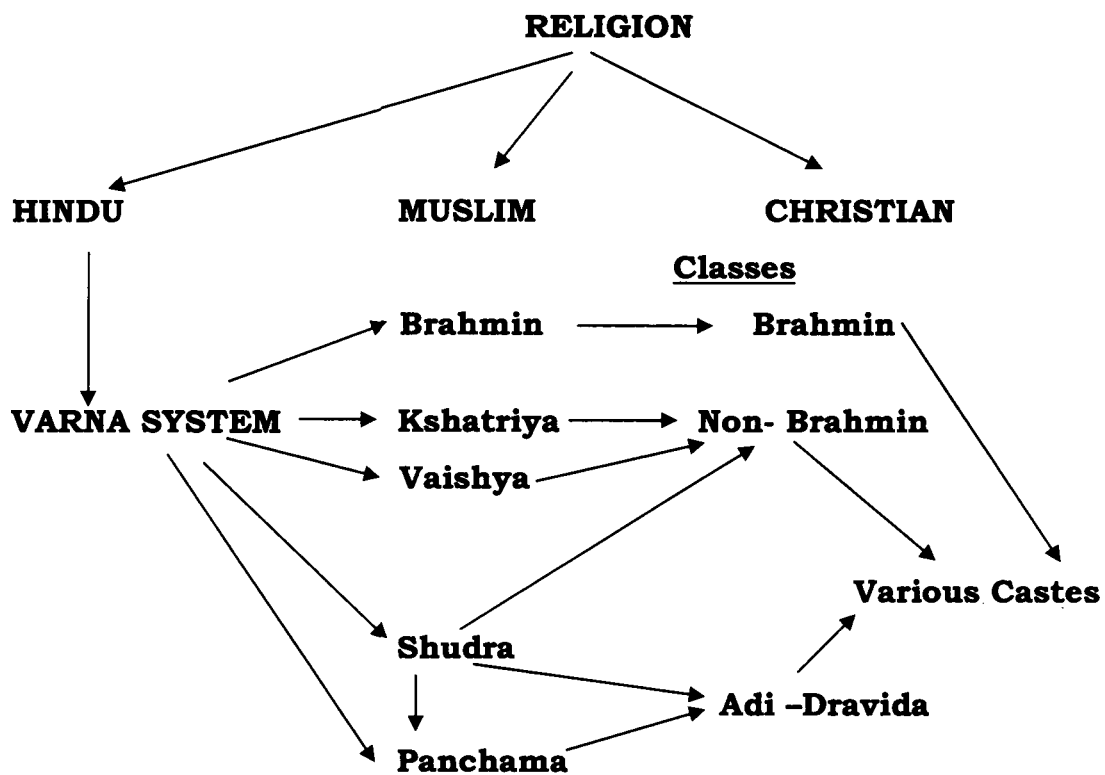 RELIGION
HINDU MUSLIM CHRISTIAN
Classes
Brahmin Brahmin
VARNA SYSTEM Kshatriya Non- Brahmin
Vaishya
Various Castes
Shudra
Adi –Dravida
Panchama